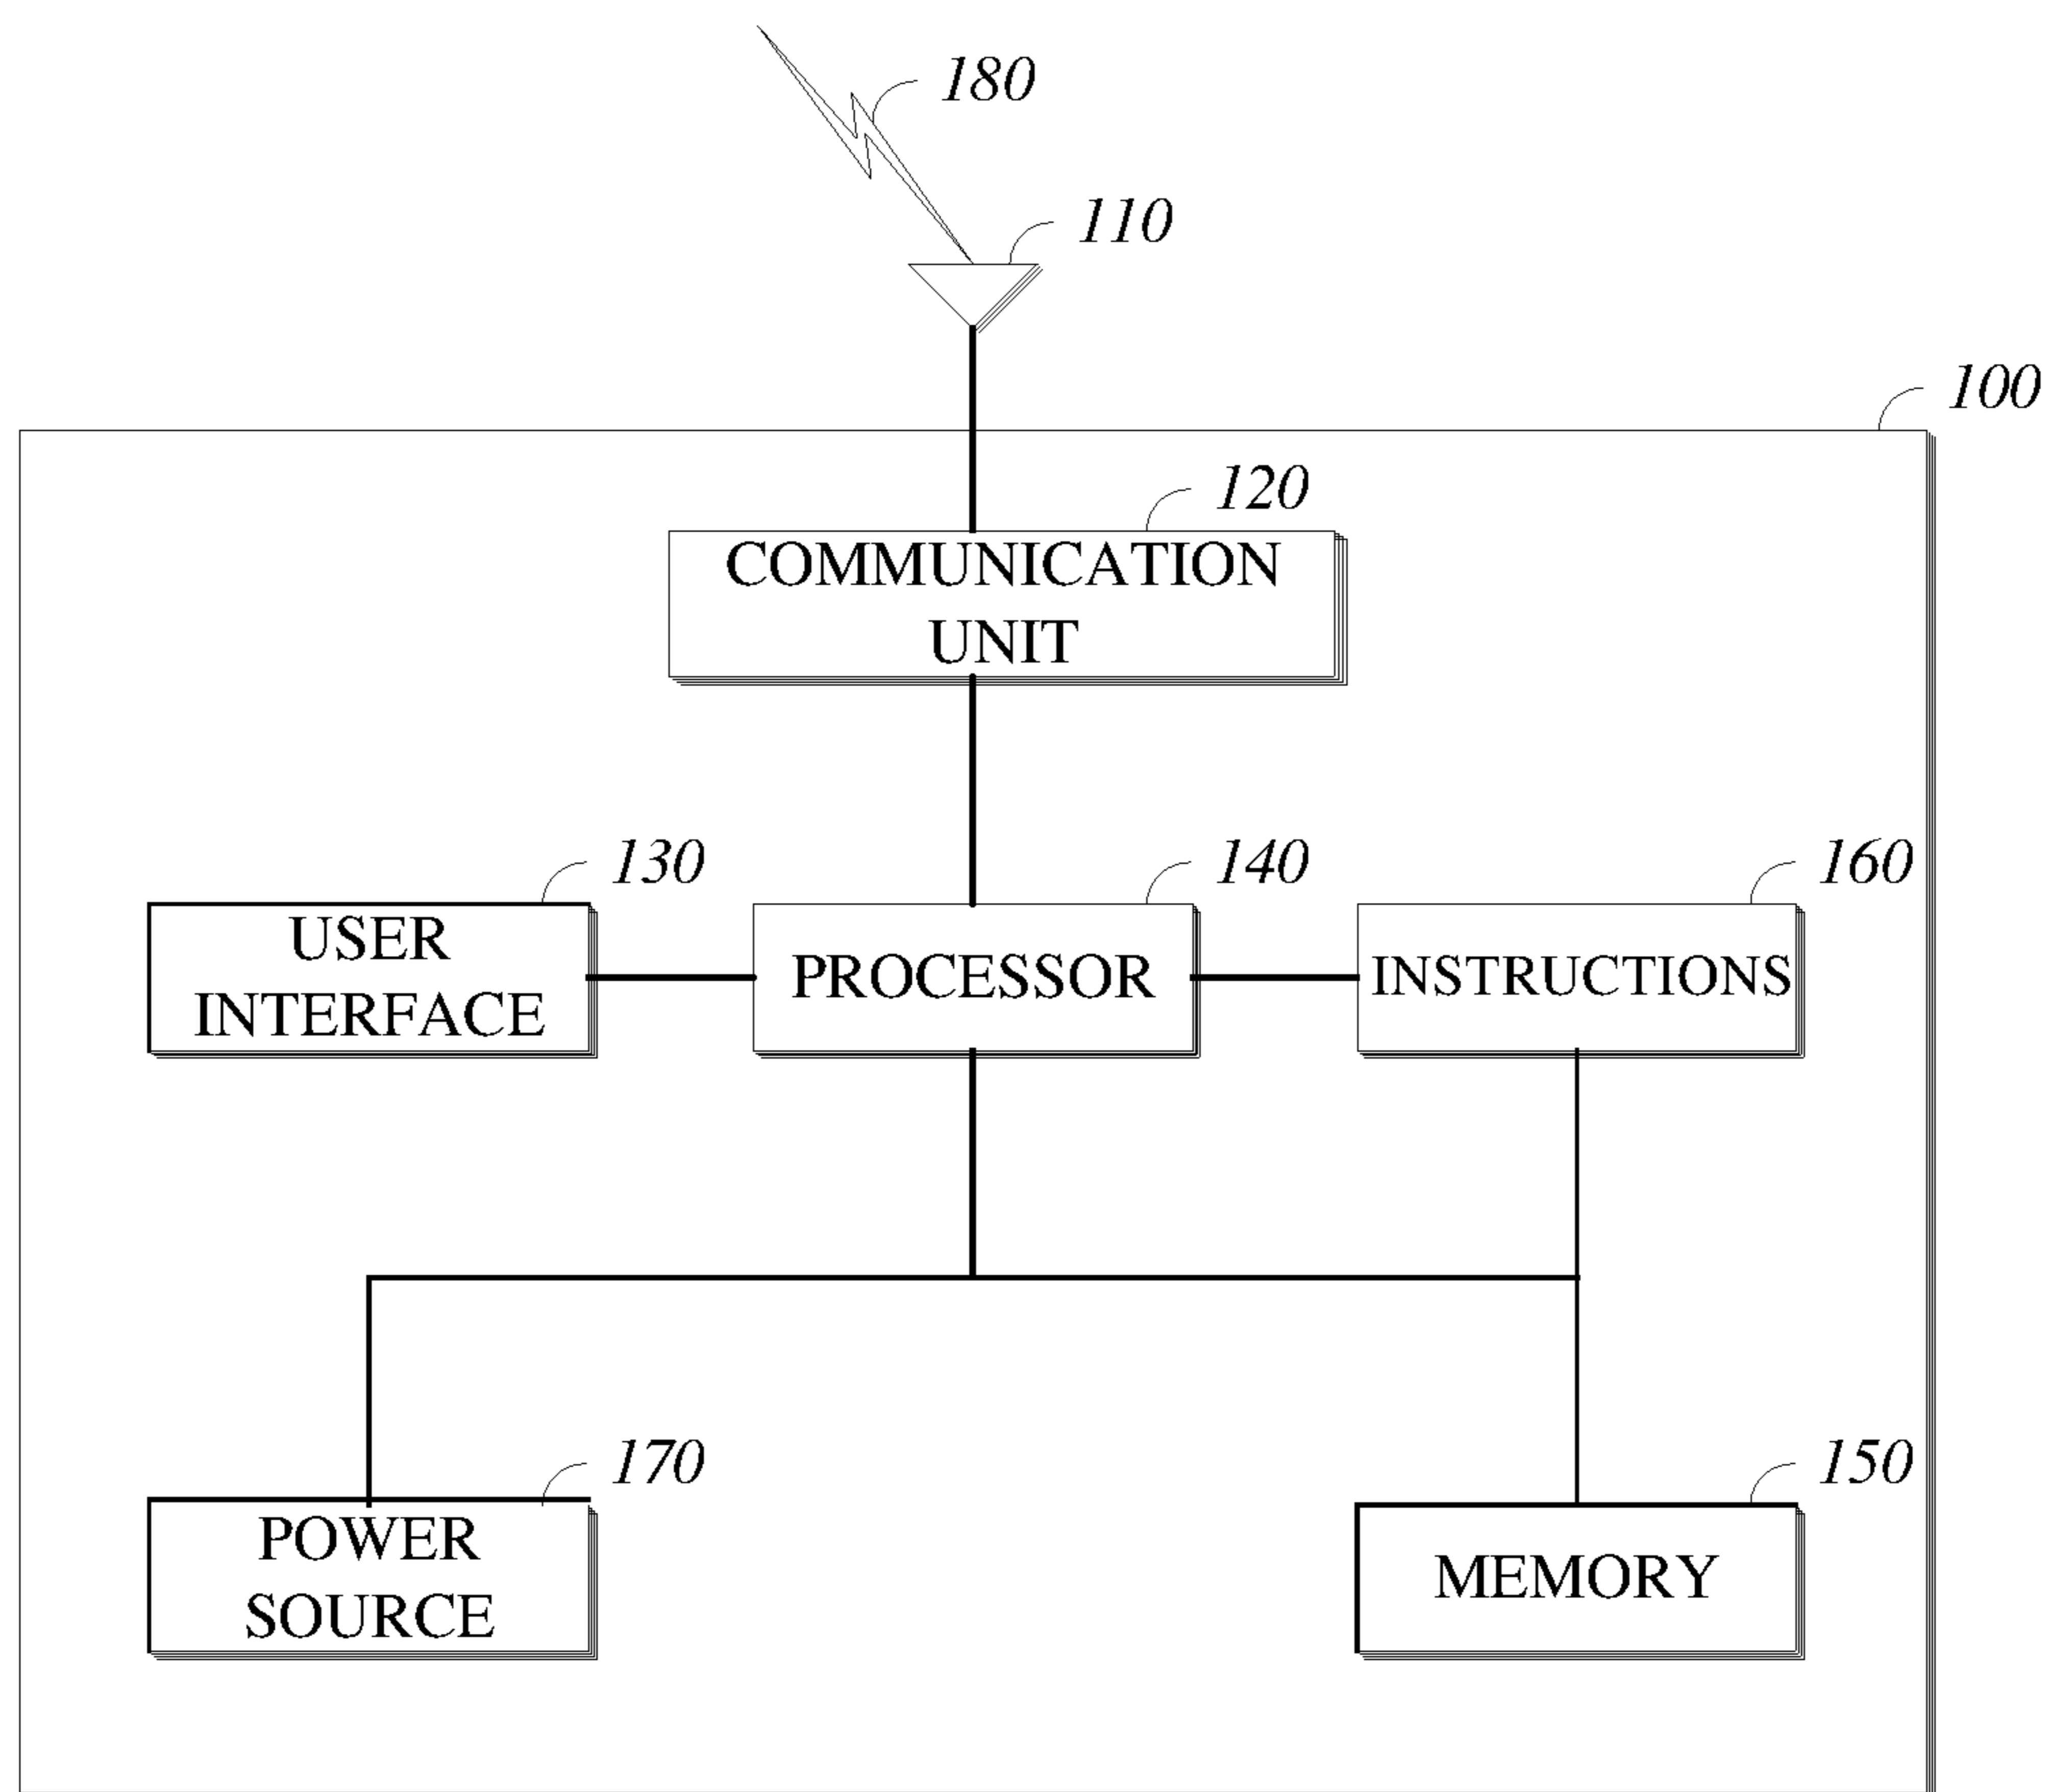 180
110
100
120
COMMUNICATION
UNIT
130
140
160
USER
INTERFACE
PROCESSOR
INSTRUCTIONS
170
150
POWER
SOURCE
MEMORY